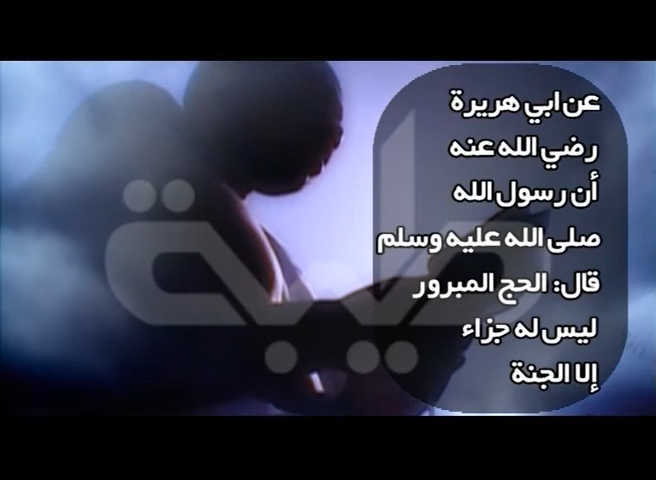 عن ابي هريرة
رضي الله عنه
أن رسول الله
صلى الله عليه وسلم
قال: الحج المبرور
ليس له جزاء
إلا الجنة
طيبة